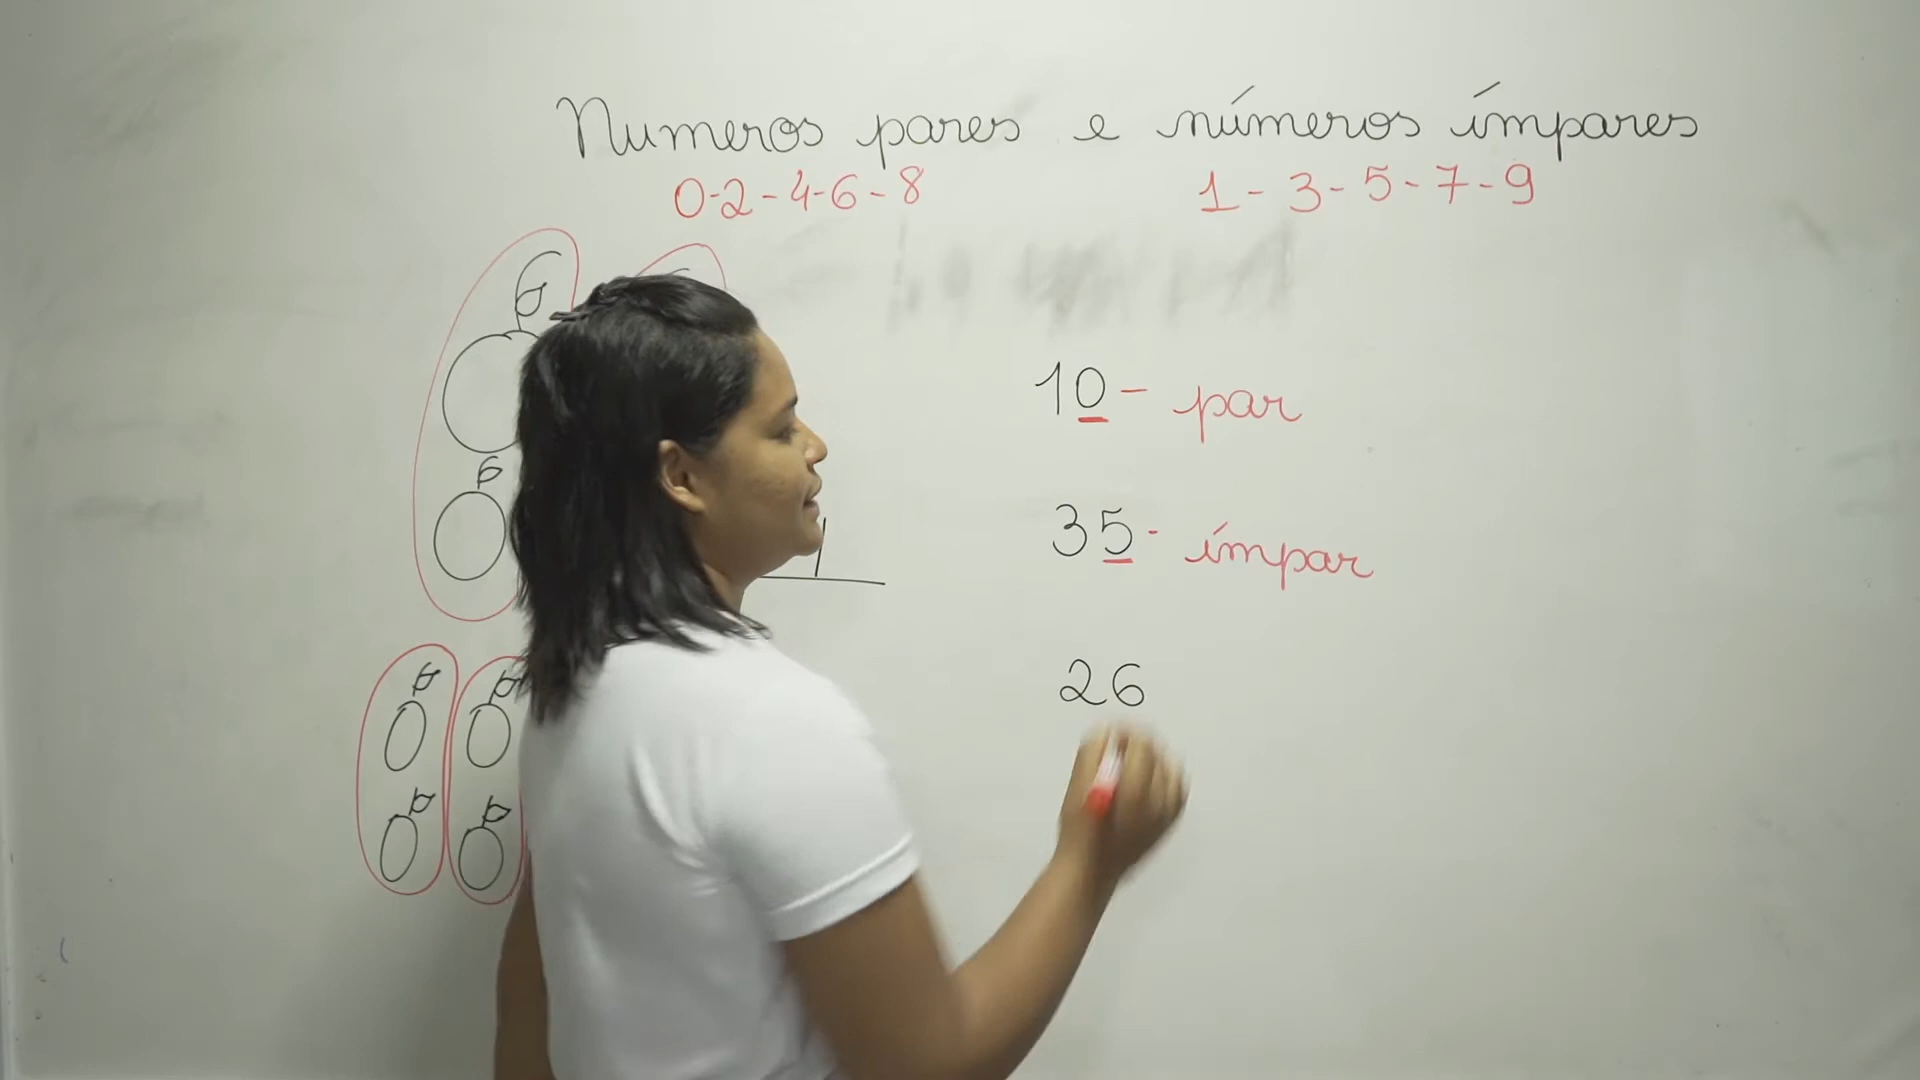 Numeros pares e números ímpares
0-2-4-6-8 1-3-5-7-9
10- par
35- ímpar
26